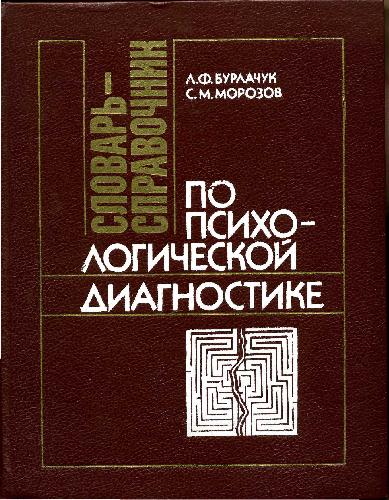 Л.Ф.БУРЛАЧУК
С.М.МОРОЗОВ
СЛОВАРЬ-
СПРАВОЧНИК
ПО
ПСИХО-
ЛОГИЧЕСКОЙ
ДИАГНОСТИКЕ